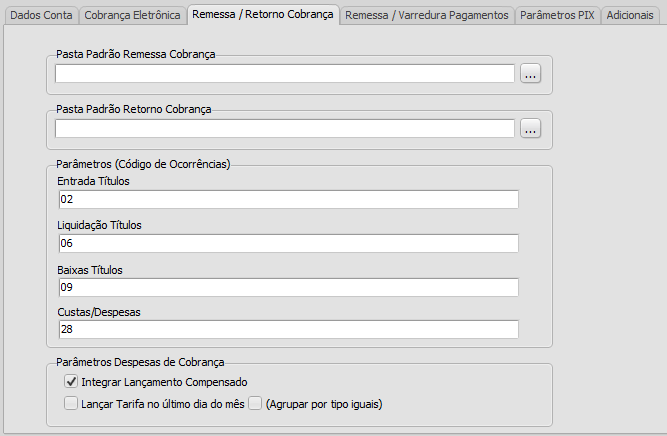 Dados Conta Cobrança Eletrônica Remessa / Retorno Cobrança Remessa / Varredura Pagamentos Parâmetros PIX Adicionais
Pasta Padrão Remessa Cobrança
...
Pasta Padrão Retorno Cobrança
...
Parâmetros (Código de Ocorrências)
Entrada Títulos
02
Liquidação Títulos
06
Baixas Títulos
09
Custas/Despesas
28
Parâmetros Despesas de Cobrança
Integrar Lançamento Compensado
Lançar Tarifa no último dia do mês (Agrupar por tipo iguais)